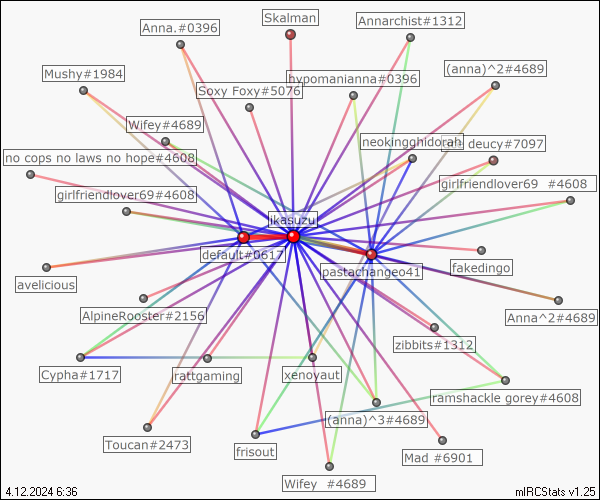 Skalman
Anna.#0396
Annarchist#1312
Mushy#1984
(anna)^2#4689
hypomanianna#0396
Soxy Foxy#5076
Wifey#4689
neokingghidorah
deucy#7097
no cops no laws no hope#4608
girlfriendlover69 #4608
girlfriendlover69#4608
ikasuzu
default#0617
pastachangeo41
fakedingo
avelicious
AlpineRooster#2156
Anna^2#4689
zibbits#1312
Cypha#1717
rattgaming
xenovaut
ramshackle gorey#4608
(anna)^3#4689
Toucan#2473
frisout
Mad #6901
Wifey #4689
4.12.2024 6:36
mIRCStats v1.25